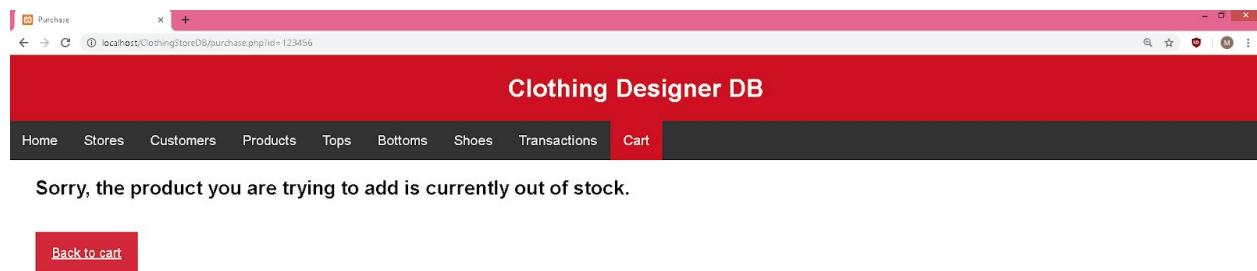 Purchase
localhost/ClothingStoreDB/purchase.php?id=123456
M
Clothing Designer DB
Home Stores Customers Products Tops Bottoms Shoes Transactions Cart
Sorry, the product you are trying to add is currently out of stock.
Back to cart